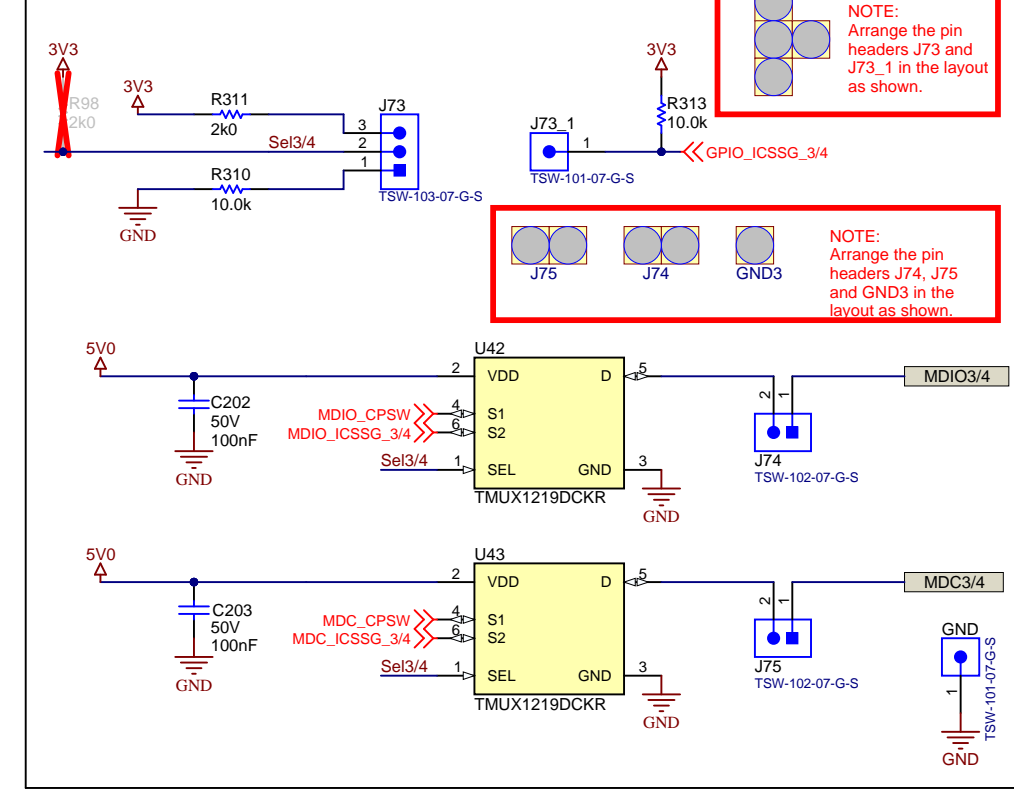 NOTE:
Arrange the pin
headers J73 and
J73_1 in the layout
as shown.
3V3
R98
2k0
3V3
R311
2k0
Sel3/4
R310
10.0k
GND
J73
3
2
1
TSW-103-07-G-S
J73_1
1
TSW-101-07-G-S
3V3
R313
10.0k
GPIO_ICSSG_3/4
J75
J74
GND3
NOTE:
Arrange the pin
headers J74, J75
and GND3 in the
layout as shown.
5V0
C202
50V
100nF
GND
U42
2
VDD
D
5
MDIO_CPSW
4
S1
MDIO_ICSSG_3/4
6
S2
Sel3/4
1
SEL
GND
3
TMUX1219DCKR
GND
2
1
J74
TSW-102-07-G-S
MDIO3/4
5V0
C203
50V
100nF
GND
U43
2
VDD
D
5
MDC_CPSW
4
S1
MDC_ICSSG_3/4
6
S2
Sel3/4
1
SEL
GND
3
TMUX1219DCKR
GND
2
1
J75
TSW-102-07-G-S
MDC3/4
GND
1
TSW-101-07-G-S
GND